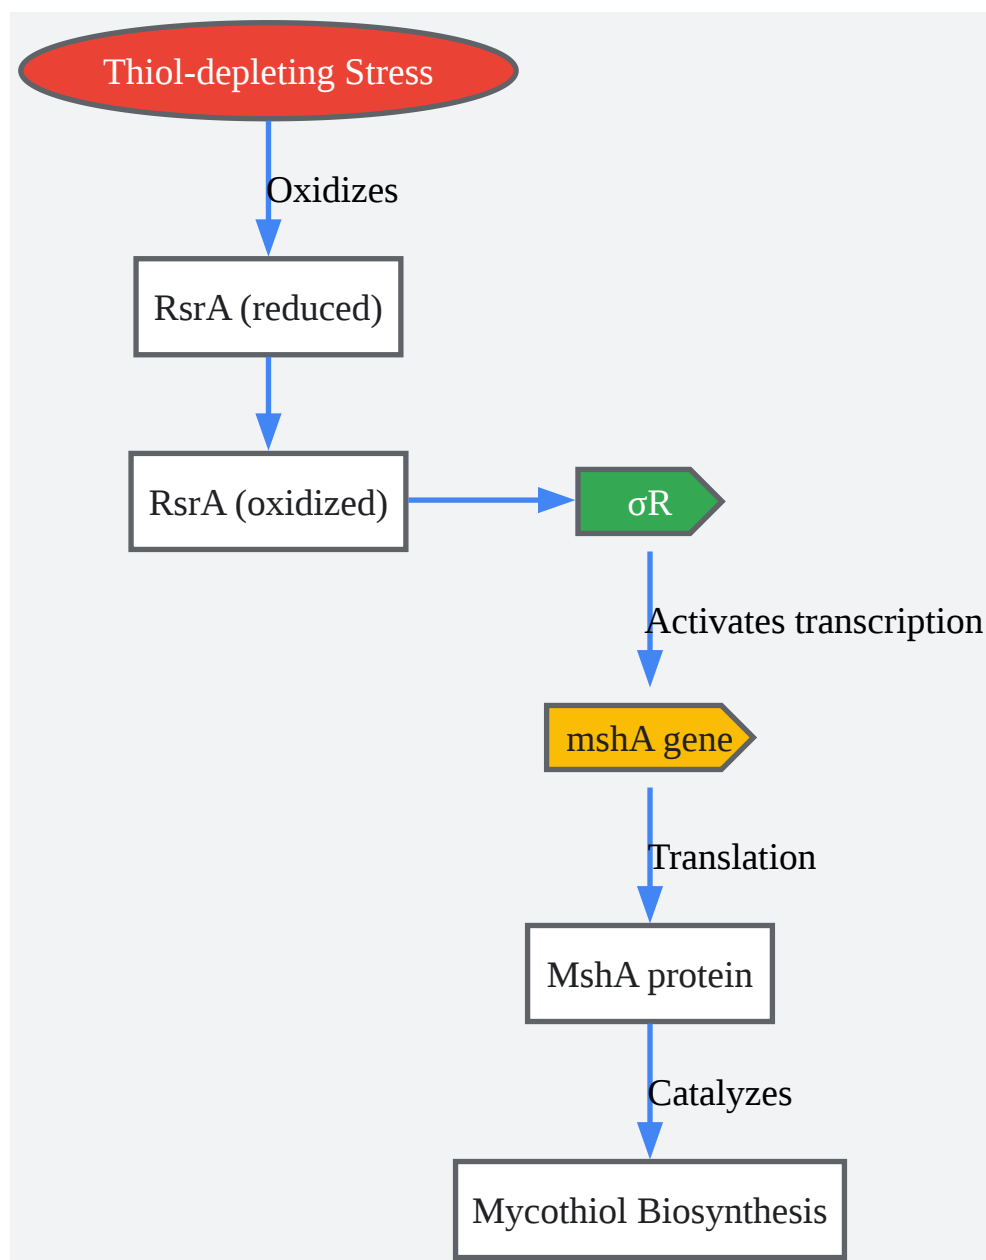 Thiol-depleting Stress
Oxidizes
RsrA (reduced)
RsrA (oxidized)
σR
Activates transcription
mshA gene
Translation
MshA protein
Catalyzes
Mycothiol Biosynthesis